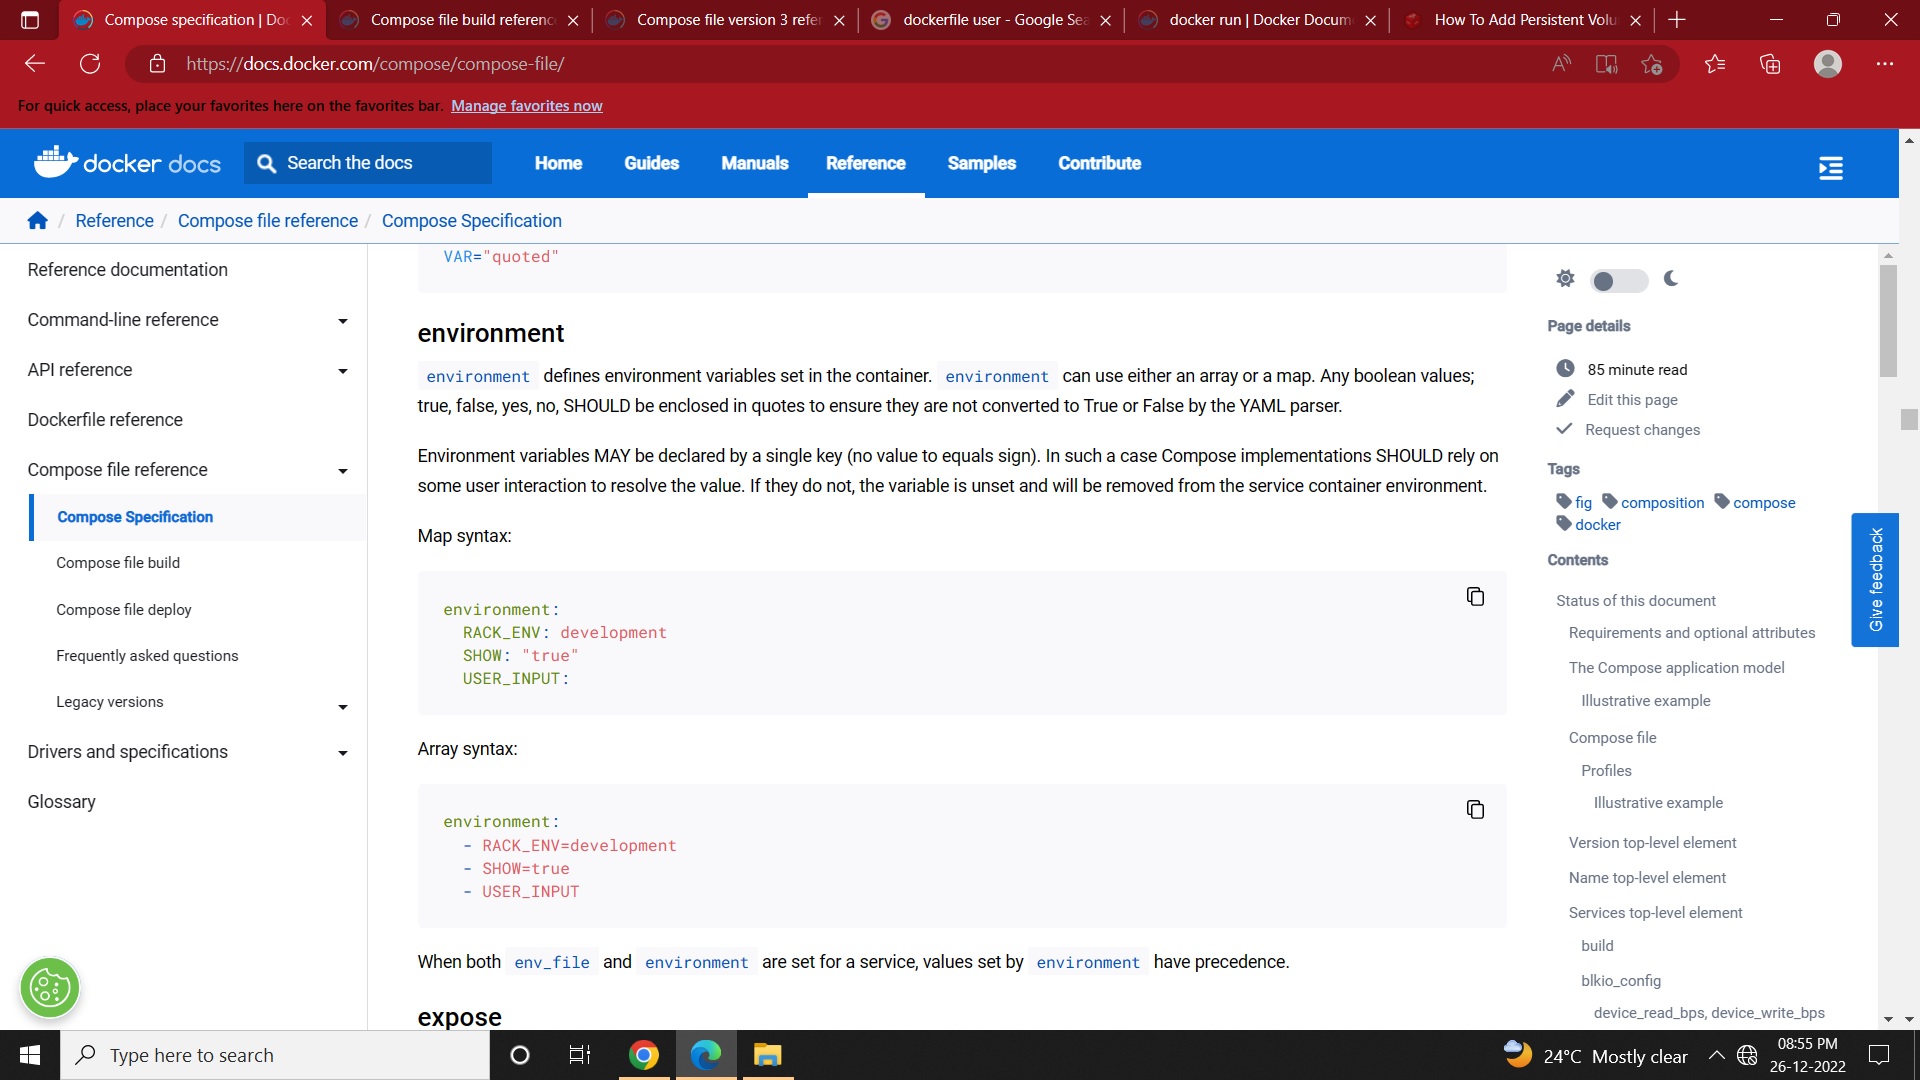 Compose specification | Doc
Compose file build reference
Compose file version 3 refer
dockerfile user - Google Sea
docker run | Docker Docum
How To Add Persistent Volu
https://docs.docker.com/compose/compose-file/
For quick access, place your favorites here on the favorites bar. Manage favorites now
docker docs
Search the docs
Home
Guides
Manuals
Reference
Samples
Contribute
/ Reference / Compose file reference / Compose Specification
Reference documentation
Command-line reference
API reference
Dockerfile reference
Compose file reference
Compose Specification
Compose file build
Compose file deploy
Frequently asked questions
Legacy versions
Drivers and specifications
Glossary
VAR="quoted"
environment
environment defines environment variables set in the container. environment can use either an array or a map. Any boolean values;
true, false, yes, no, SHOULD be enclosed in quotes to ensure they are not converted to True or False by the YAML parser.
Environment variables MAY be declared by a single key (no value to equals sign). In such a case Compose implementations SHOULD rely on
some user interaction to resolve the value. If they do not, the variable is unset and will be removed from the service container environment.
Map syntax:
environment:
  RACK_ENV: development
  SHOW: "true"
  USER_INPUT:
Array syntax:
environment:
  - RACK_ENV=development
  - SHOW=true
  - USER_INPUT
When both env_file and environment are set for a service, values set by environment have precedence.
expose
Page details
85 minute read
Edit this page
Request changes
Tags
fig composition compose
docker
Contents
Status of this document
Requirements and optional attributes
The Compose application model
Illustrative example
Compose file
Profiles
Illustrative example
Version top-level element
Name top-level element
Services top-level element
build
blkio_config
device_read_bps, device_write_bps
Give feedback
Type here to search
24°C Mostly clear
08:55 PM
26-12-2022